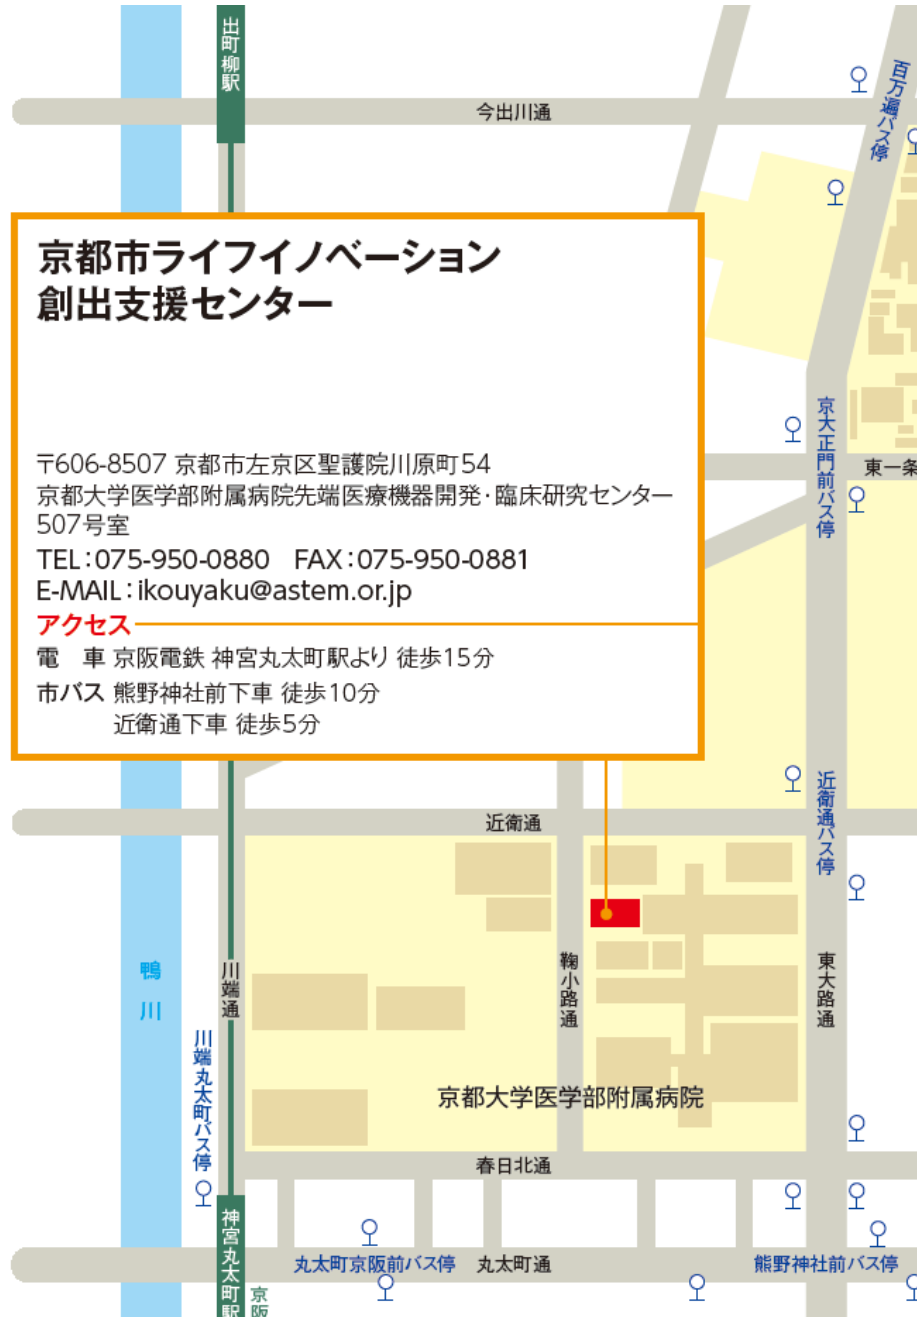 出町柳駅
今出川通
百万遍バス停
京都市ライフイノベーション
創出支援センター
〒606-8507 京都市左京区聖護院川原町54
京都大学医学部附属病院先端医療機器開発・臨床研究センター
507号室
TEL:075-950-0880 FAX:075-950-0881
E-MAIL:ikouyaku@astem.or.jp
アクセス
電 車 京阪電鉄 神宮丸太町駅より 徒歩15分
市バス 熊野神社前下車 徒歩10分
近衛通下車 徒歩5分
京大正門前バス停
東一条
近衛通
近衛通バス停
鴨川
川端通
鞠小路通
東大路通
川端丸太町バス停
京都大学医学部附属病院
春日北通
神宮丸太町駅
丸太町京阪前バス停
丸太町通
熊野神社前バス停
京阪